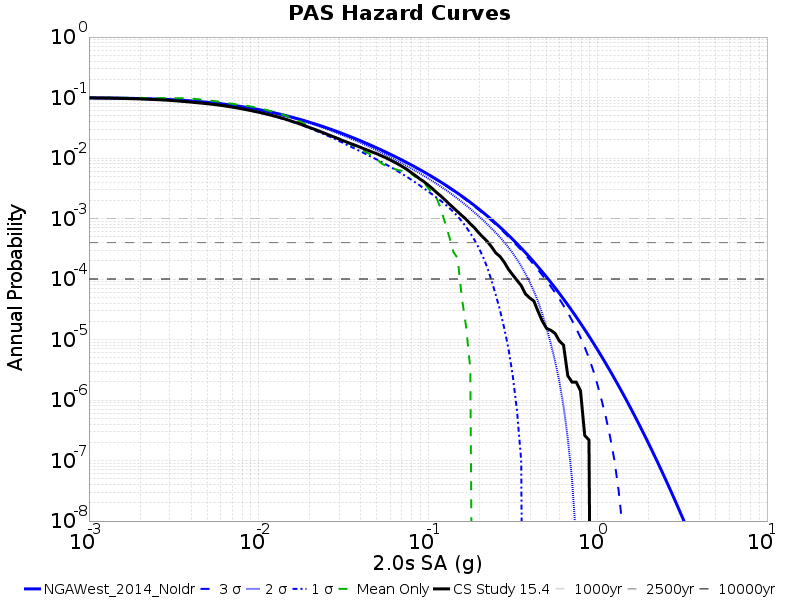 PAS Hazard Curves
10^0
10^-1
10^-2
10^-3
10^-4
10^-5
10^-6
10^-7
10^-8
Annual Probability
10^-3 10^-2 10^-1 10^0 10^1
2.0s SA (g)
NGAWest_2014_NoIdr 3 σ 2 σ 1 σ Mean Only CS Study 15.4 1000yr 2500yr 10000yr